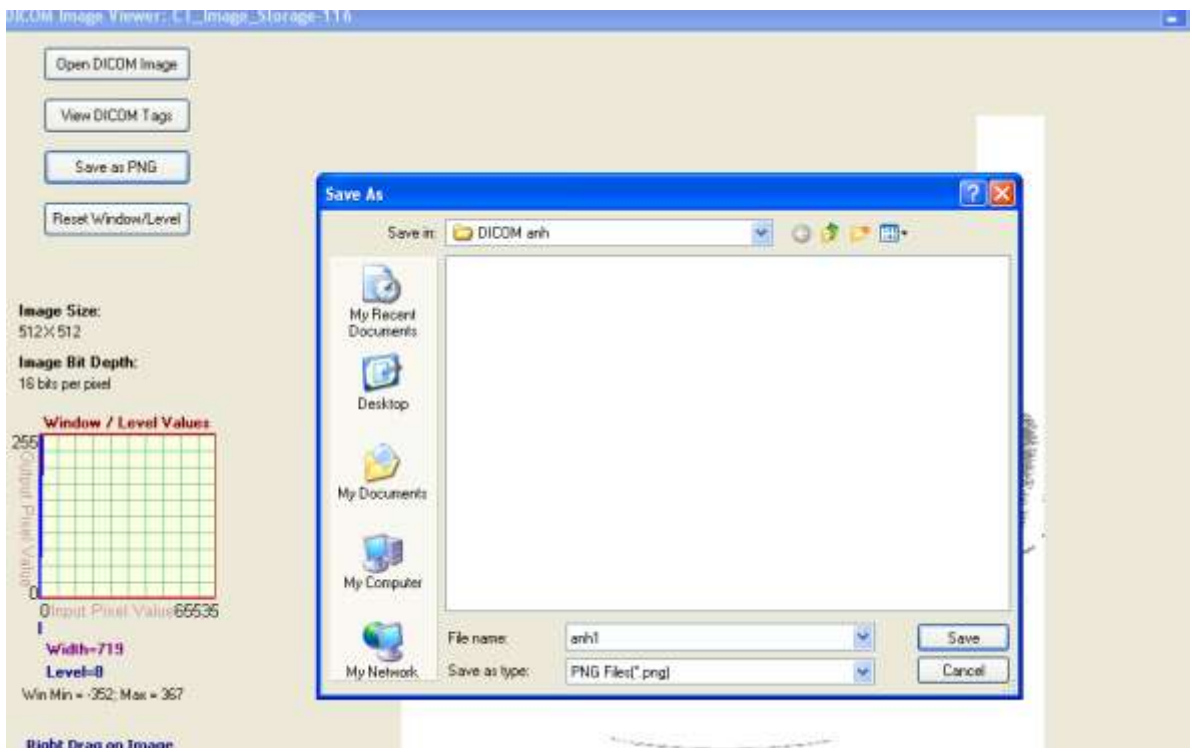 DICOM Image Viewer: CT_Image_Storage-116
Open DICOM Image
View DICOM Tags
Save as PNG
Reset Window/Level
Image Size:
512X512
Image Bit Depth:
16 bits per pixel
Window / Level Values
255
Output Pixel Value
0
0 Input Pixel Value 65535
Width=719
Level=8
Win Min = -352; Max = 367
Right Drag on Image
Save As
Save in:
DICOM anh
My Recent
Documents
Desktop
My Documents
My Computer
My Network
File name:
anh1
Save
Save as type:
PNG Files(*.png)
Cancel